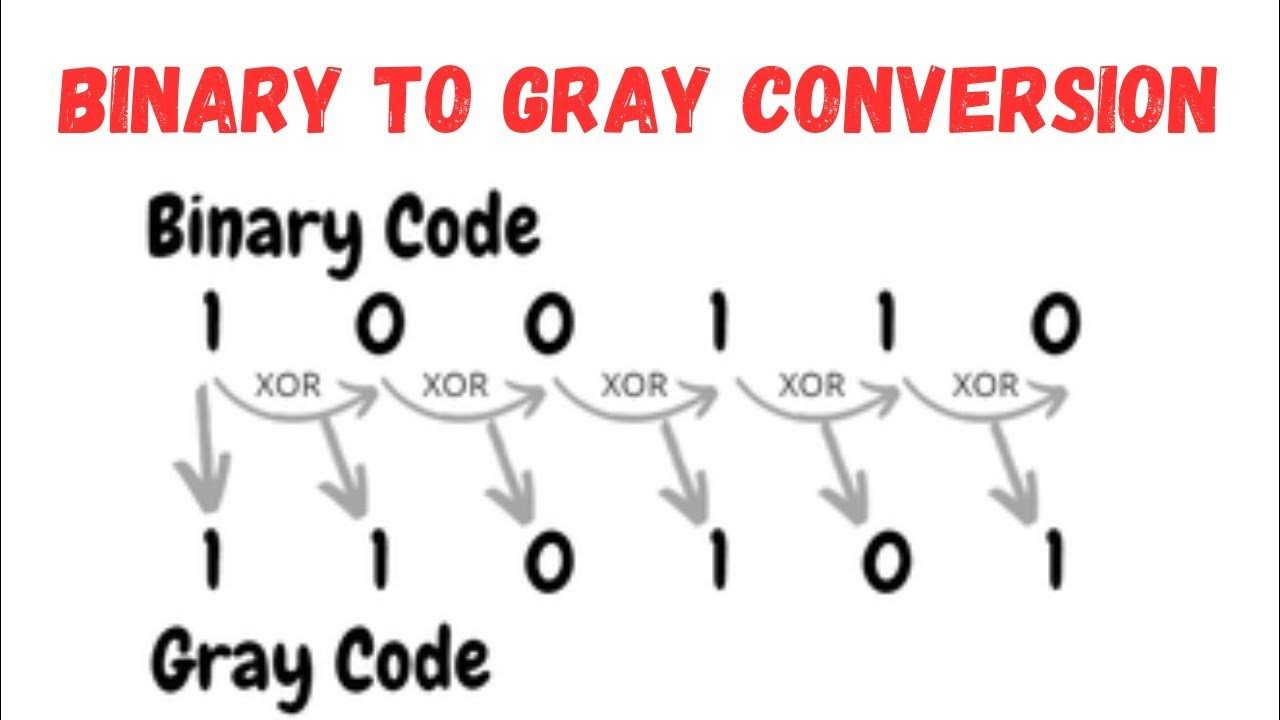 BINARY TO GRAY CONVERSION
Binary Code
1 0 0 1 1 0
XOR XOR XOR XOR XOR
1 1 0 1 0 1
Gray Code